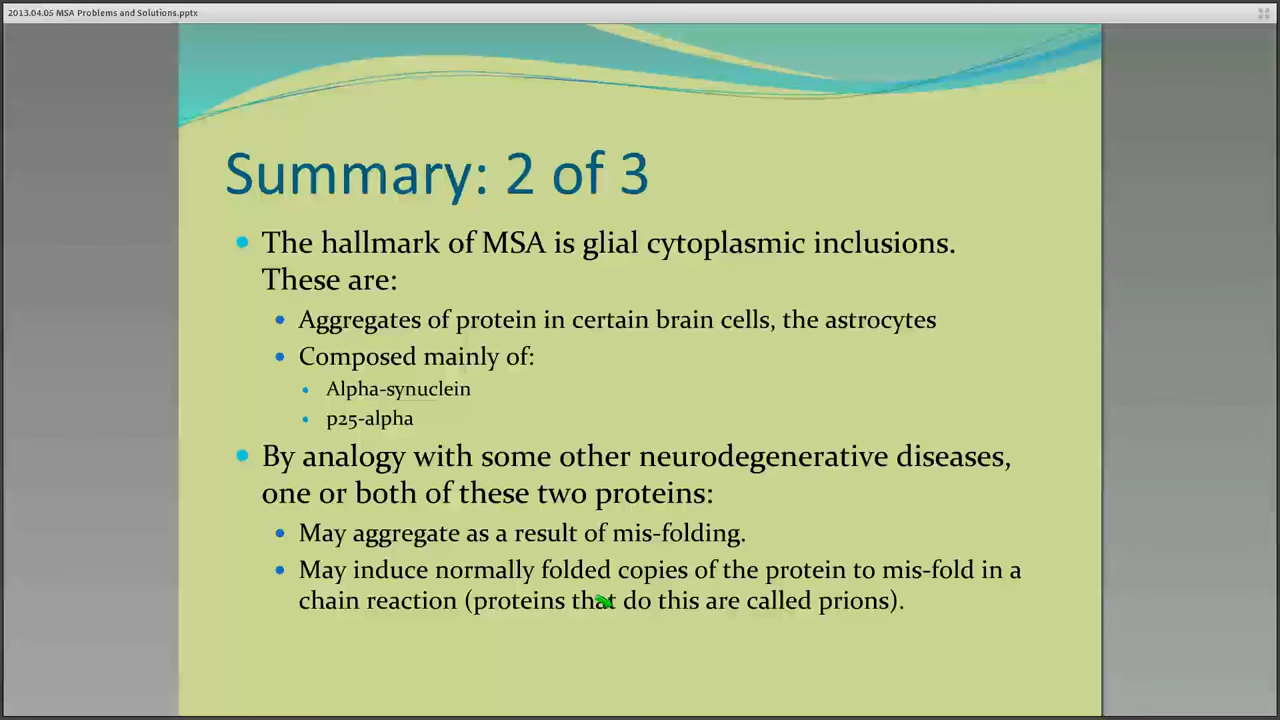 2013.04.05 MSA Problems and Solutions.pptx
Summary: 2 of 3
The hallmark of MSA is glial cytoplasmic inclusions.
These are:
Aggregates of protein in certain brain cells, the astrocytes
Composed mainly of:
Alpha-synuclein
p25-alpha
By analogy with some other neurodegenerative diseases,
one or both of these two proteins:
May aggregate as a result of mis-folding.
May induce normally folded copies of the protein to mis-fold in a
chain reaction (proteins that do this are called prions).